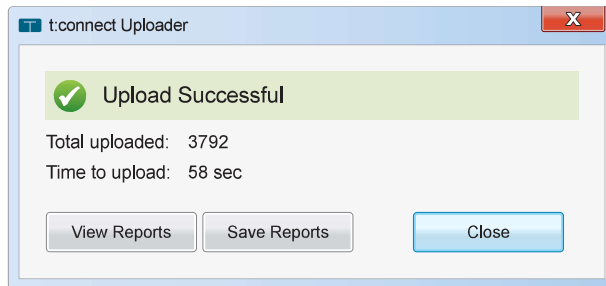 t:connect Uploader
X
Upload Successful
Total uploaded: 3792
Time to upload: 58 sec
View Reports Save Reports Close